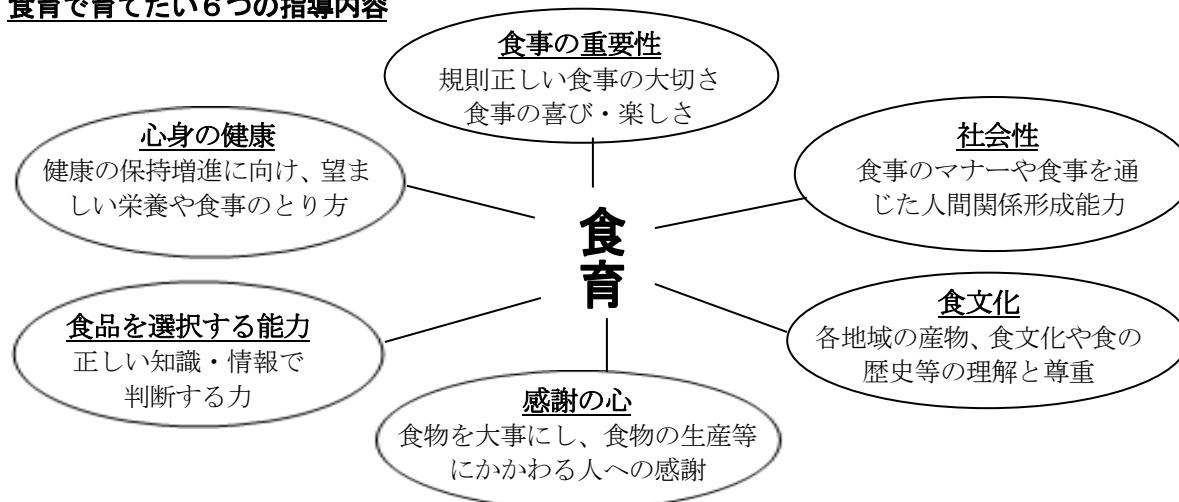 食育で育てたい６つの指導内容
食事の重要性
規則正しい食事の大切さ
食事の喜び・楽しさ
心身の健康
健康の保持増進に向け、望ま
しい栄養や食事のとり方
社会性
食事のマナーや食事を通
じた人間関係形成能力
食
育
食品を選択する能力
正しい知識・情報で
判断する力
食文化
各地域の産物、食文化や食の
歴史等の理解と尊重
感謝の心
食物を大事にし、食物の生産等
にかかわる人への感謝